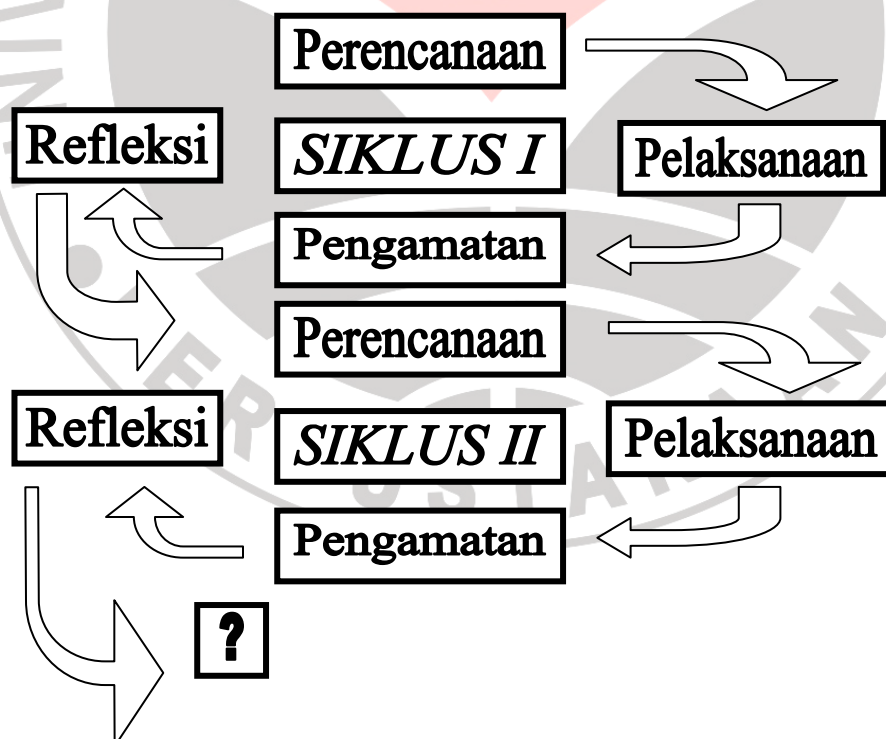 Perencanaan
Refleksi
SIKLUS I
Pelaksanaan
Pengamatan
Perencanaan
Refleksi
SIKLUS II
Pelaksanaan
Pengamatan
?